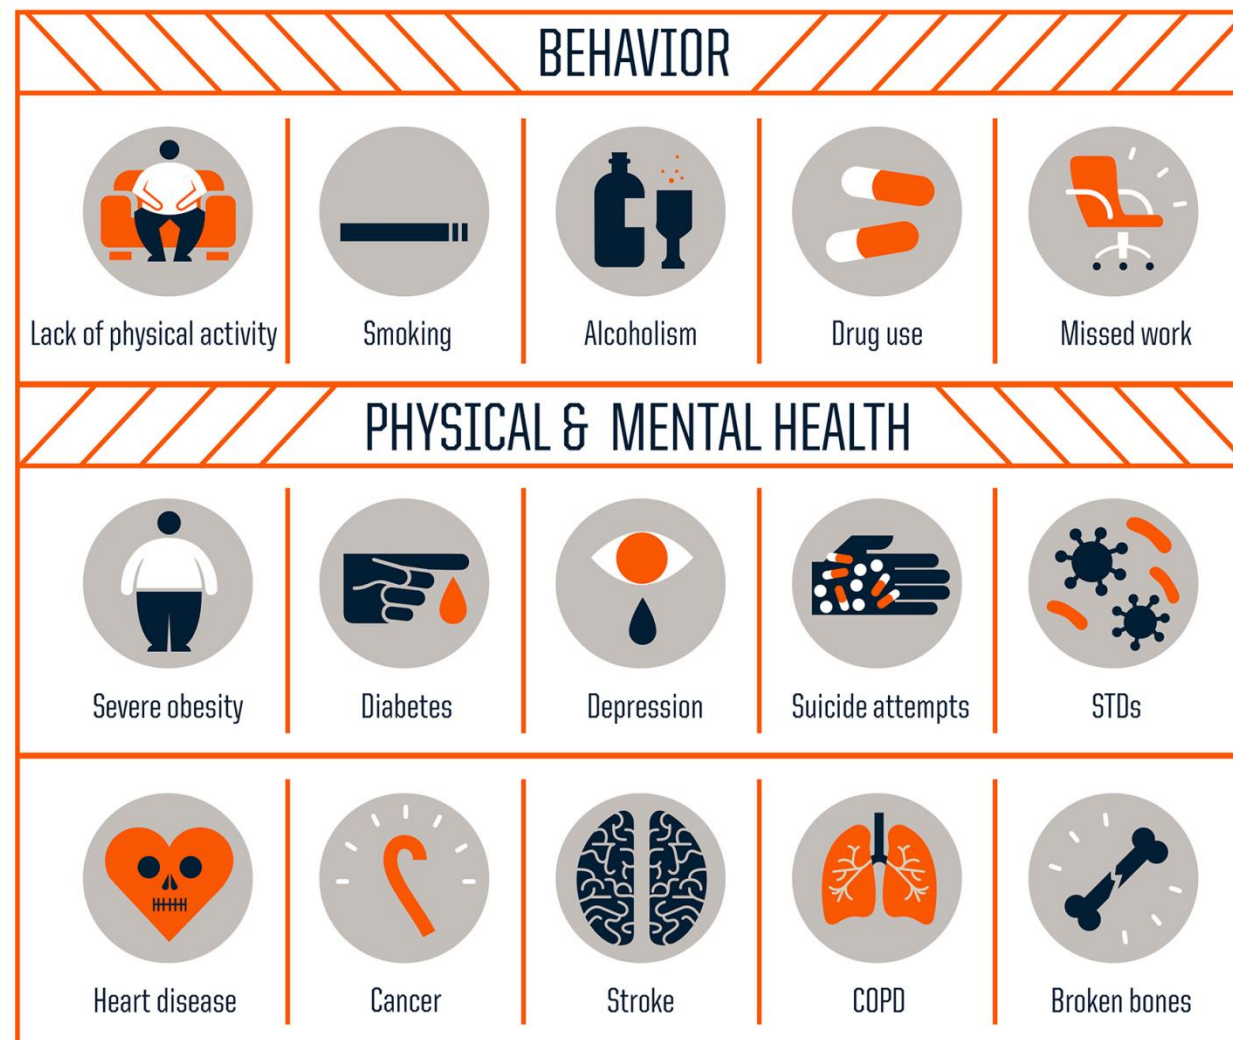 BEHAVIOR
Lack of physical activity
Smoking
Alcoholism
Drug use
Missed work
PHYSICAL & MENTAL HEALTH
Severe obesity
Diabetes
Depression
Suicide attempts
STDs
Heart disease
Cancer
Stroke
COPD
Broken bones